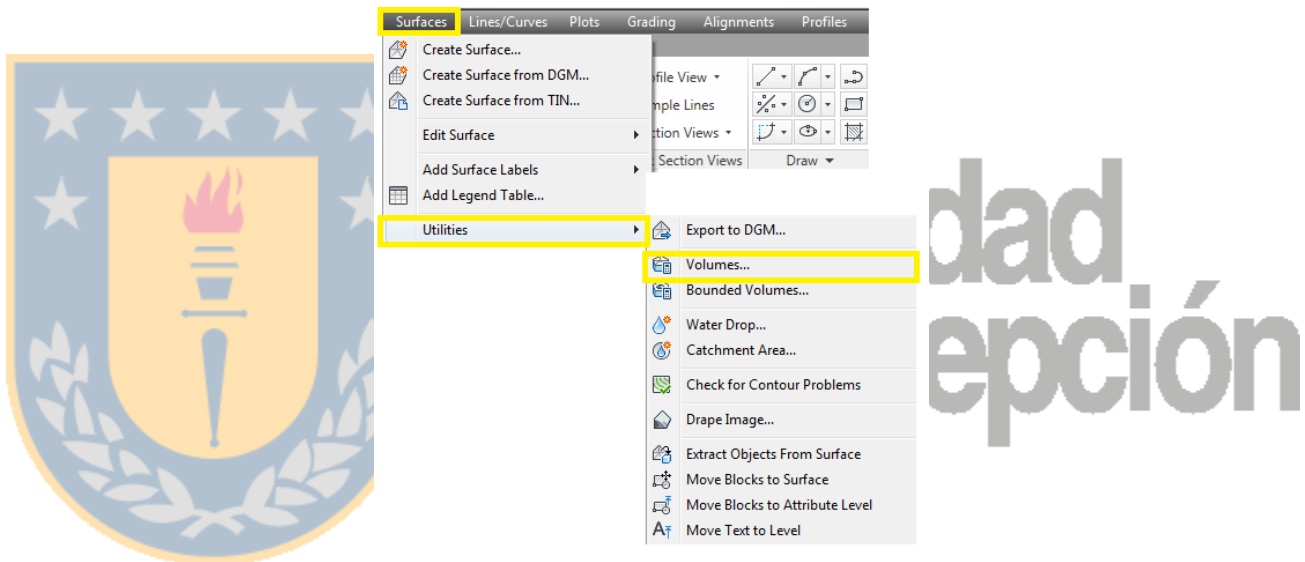 Surfaces Lines/Curves Plots Grading Alignments Profiles
Create Surface...
Create Surface from DGM...
Create Surface from TIN...
Edit Surface
Add Surface Labels
Add Legend Table...
Utilities
View
Lines
Views
Section Views Draw
Export to DGM...
Volumes...
Bounded Volumes...
Water Drop...
Catchment Area...
Check for Contour Problems
Drape Image...
Extract Objects From Surface
Move Blocks to Surface
Move Blocks to Attribute Level
Move Text to Level
dad
epción